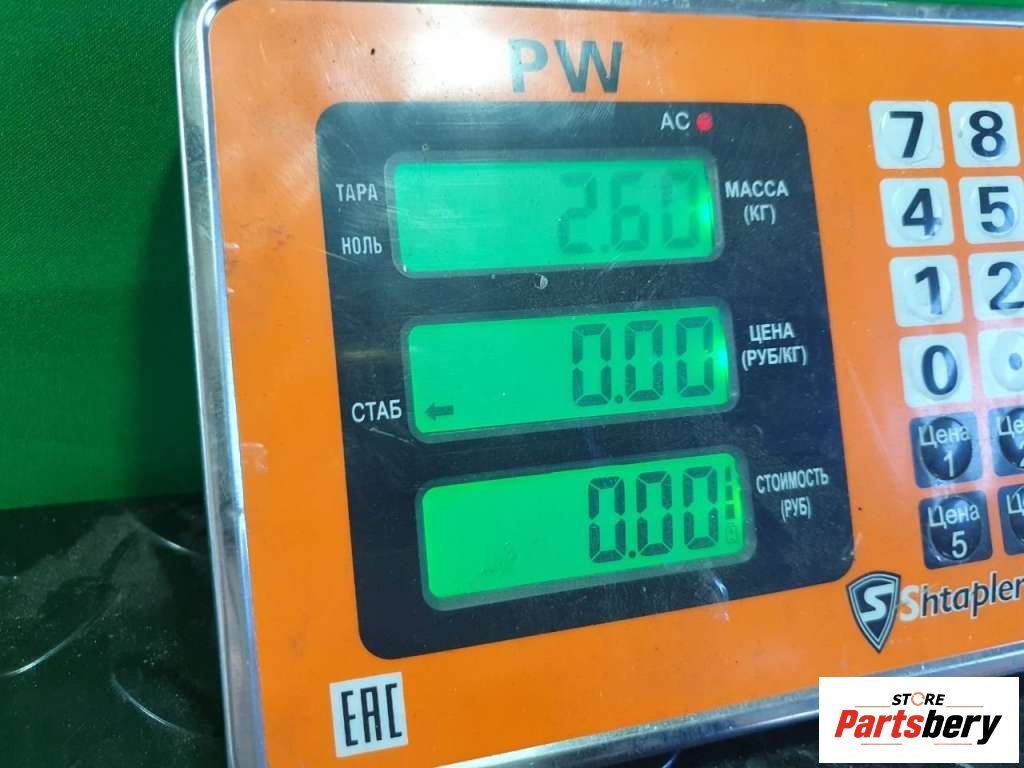 PW
AC
ТАРА
НОЛЬ
2.60
МАССА
(КГ)
СТАБ
0.00
ЦЕНА
(РУБ/КГ)
0.00
СТОИМОСТЬ
(РУБ)
7 8
4 5
1 2
0 •
Цена
1
Цена
5
S Shtapler
EAC
STORE
Partsbery